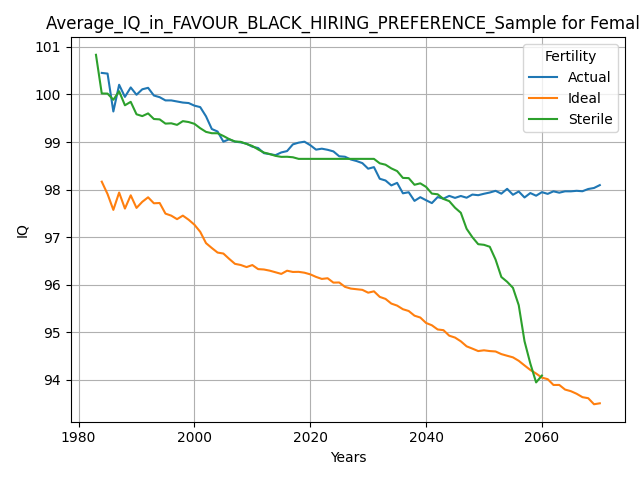 Average_IQ_in_FAVOUR_BLACK_HIRING_PREFERENCE_Sample for Femal
101
100
99
98
97
96
95
94
IQ
1980
2000
2020
2040
2060
Years
Fertility
Actual
Ideal
Sterile